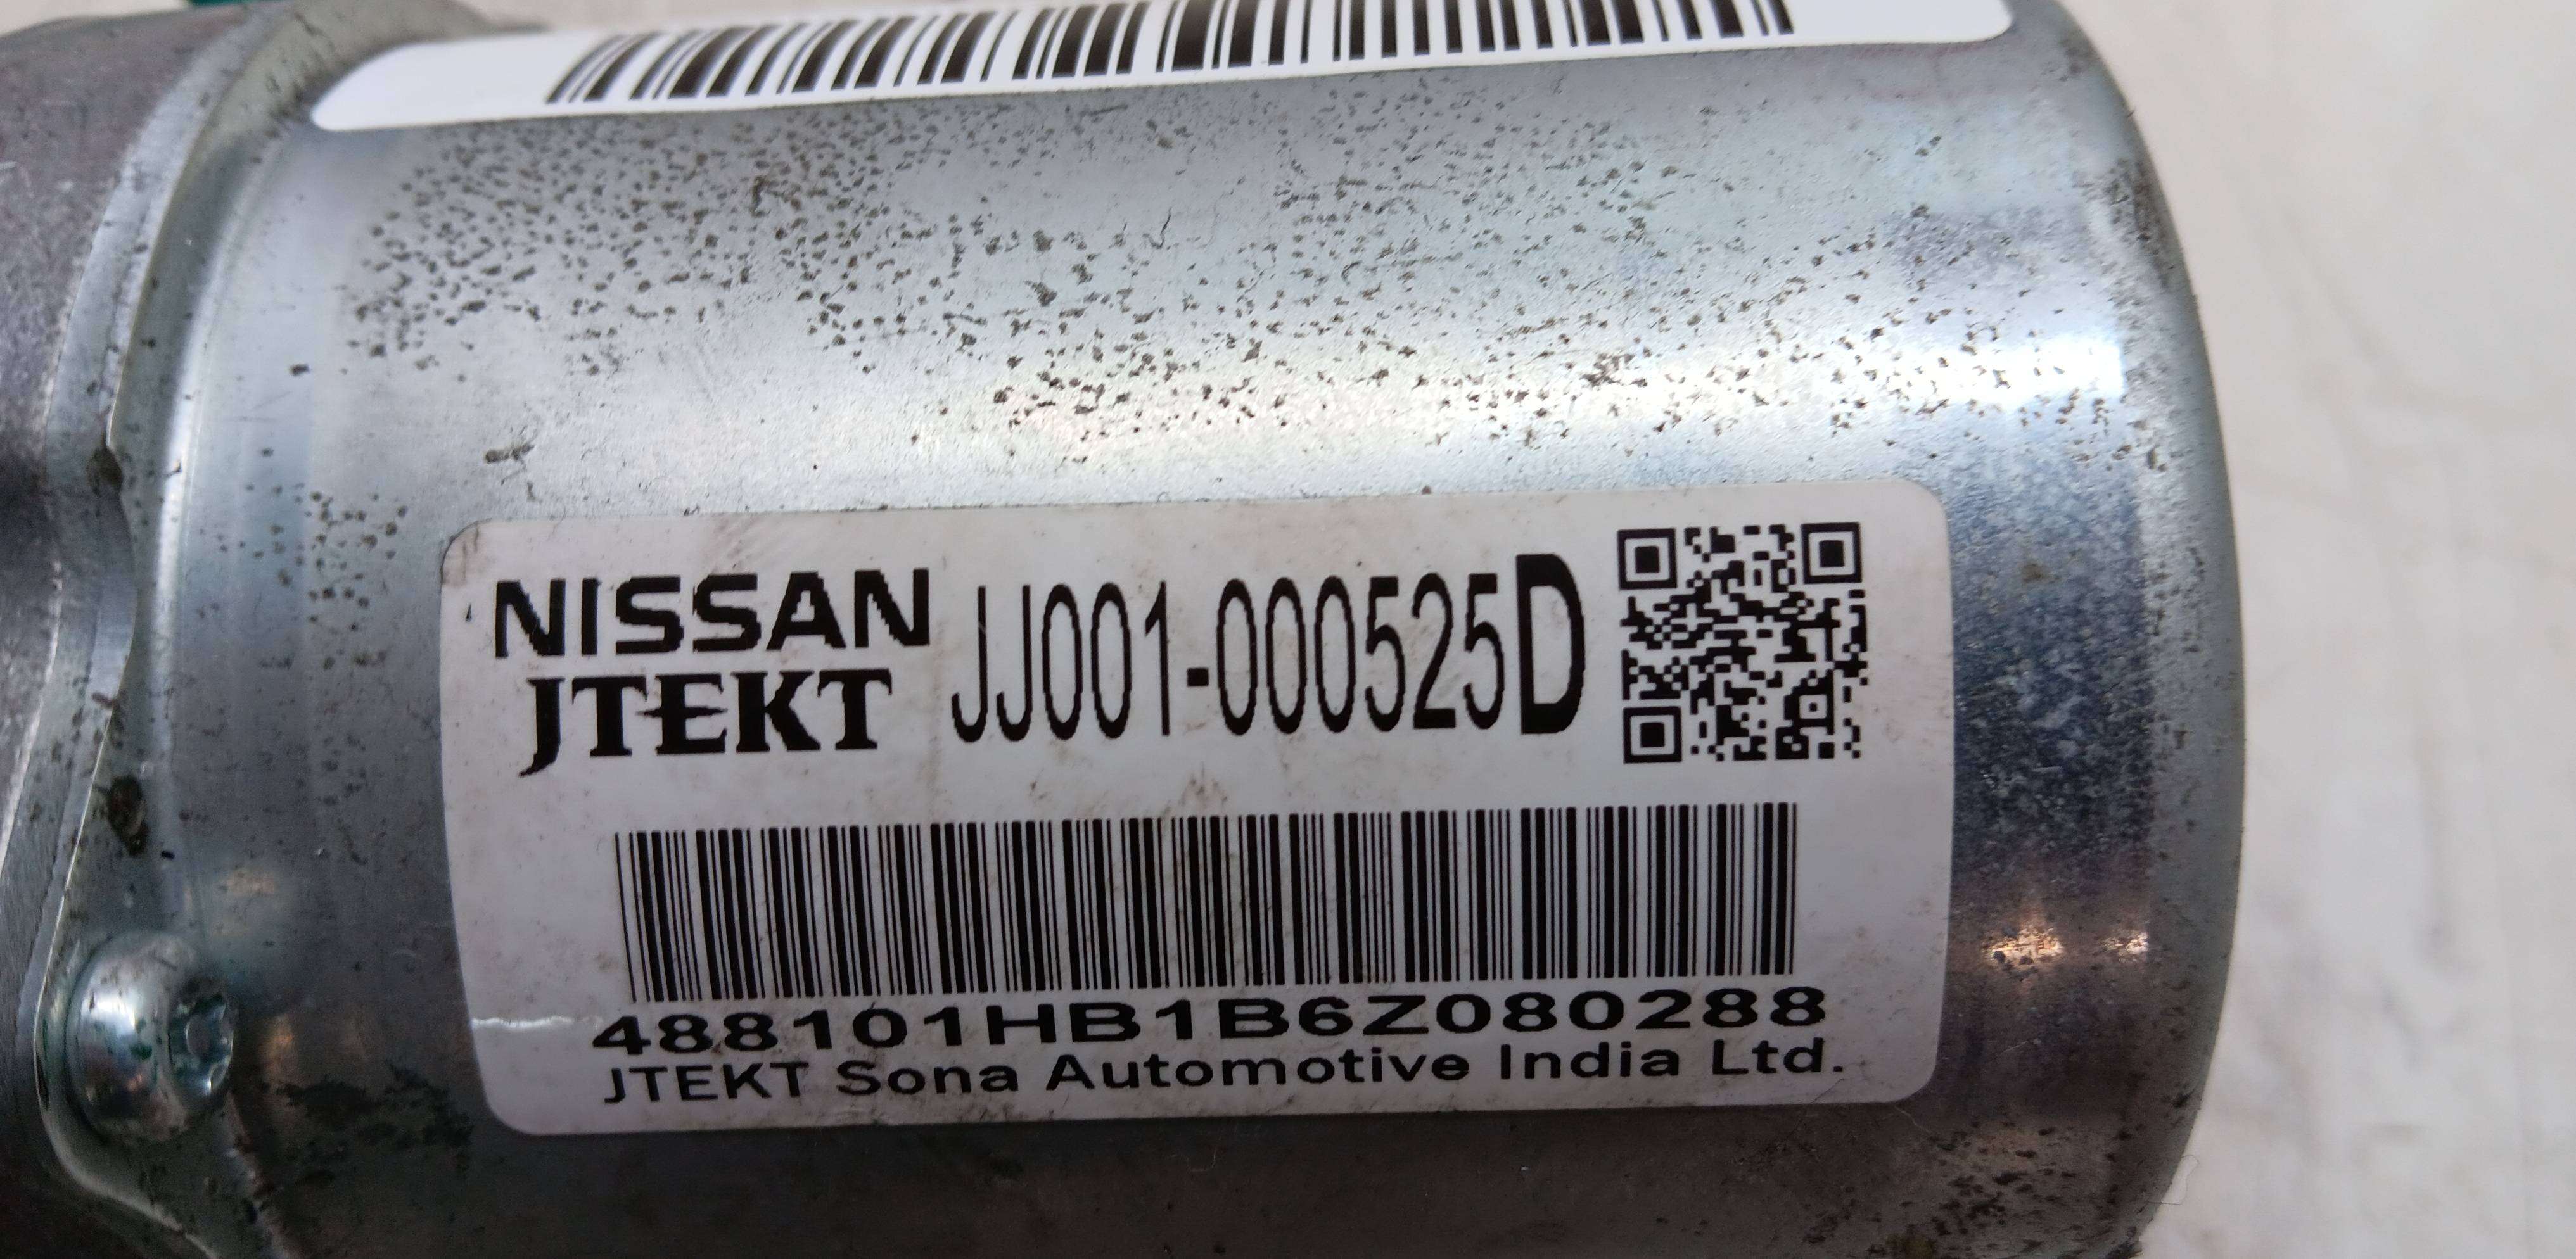 NISSAN JJ001-000525D
JTEKT
488101HB1B6Z080288
JTEKT Sona Automotive India Ltd.